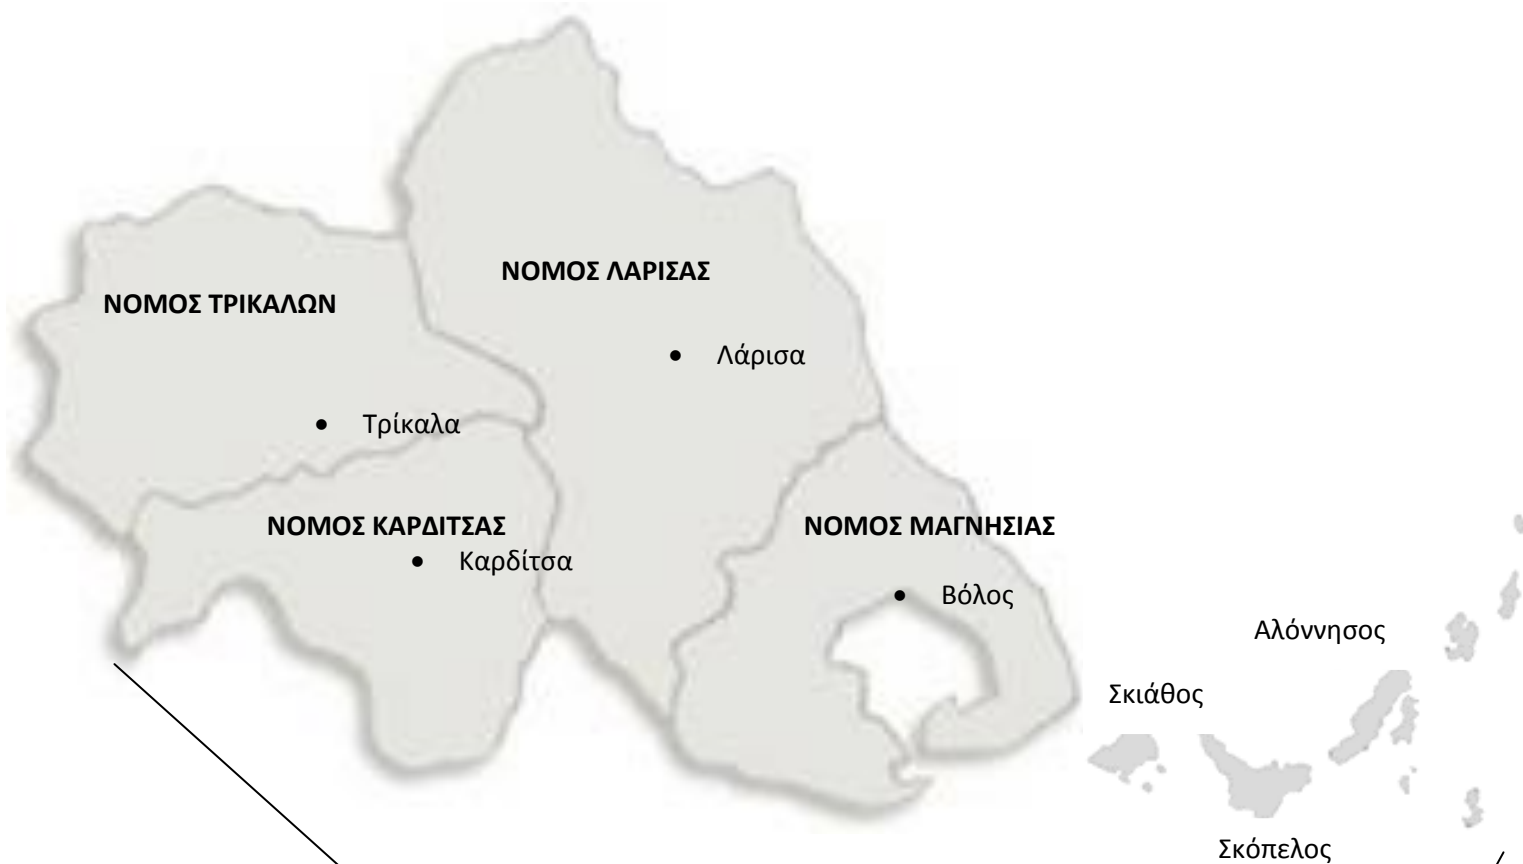 ΝΟΜΟΣ ΛΑΡΙΣΑΣ
ΝΟΜΟΣ ΤΡΙΚΑΛΩΝ
Λάρισα
Τρίκαλα
ΝΟΜΟΣ ΚΑΡΔΙΤΣΑΣ
ΝΟΜΟΣ ΜΑΓΝΗΣΙΑΣ
Καρδίτσα
Βόλος
Αλόννησος
Σκιάθος
Σκόπελος